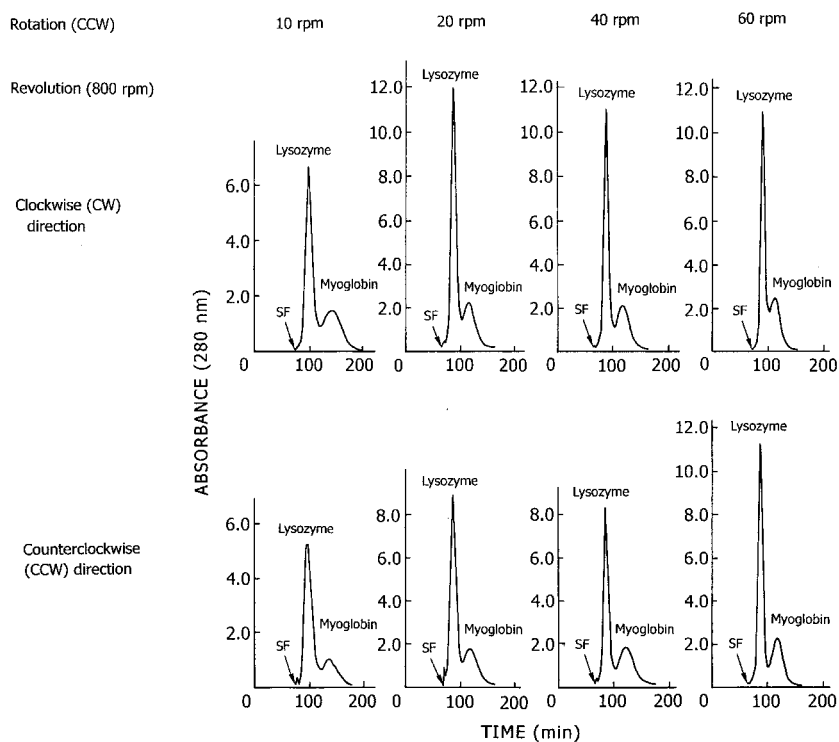 Rotation (CCW) 10 rpm 20 rpm 40 rpm 60 rpm
Revolution (800 rpm)
Clockwise (CW)
direction
Counterclockwise
(CCW) direction
ABSORBANCE (280 nm)
Lysozyme
Myoglobin
SF
6.0
4.0
2.0
0 100 200
Lysozyme
Myoglobin
SF
12.0
10.0
8.0
6.0
4.0
2.0
0 100 200
Lysozyme
Myoglobin
SF
12.0
10.0
8.0
6.0
4.0
2.0
0 100 200
Lysozyme
Myoglobin
SF
12.0
10.0
8.0
6.0
4.0
2.0
0 100 200
Lysozyme
Myoglobin
SF
6.0
4.0
2.0
0 100 200
Lysozyme
Myoglobin
SF
8.0
6.0
4.0
2.0
0 100 200
Lysozyme
Myoglobin
SF
8.0
6.0
4.0
2.0
0 100 200
Lysozyme
Myoglobin
SF
12.0
10.0
8.0
6.0
4.0
2.0
0 100 200
TIME (min)